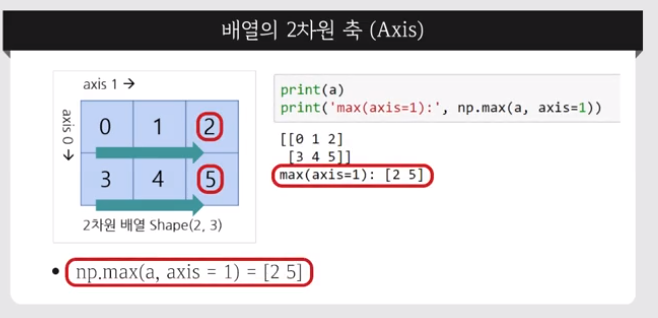 배열의 2차원 축 (Axis)
axis 1 →
axis 0 →
0 1 2
3 4 5
2차원 배열 Shape(2, 3)
print(a)
print('max(axis=1):', np.max(a, axis=1))
[[0 1 2]
[3 4 5]]
max(axis=1): [2 5]
• np.max(a, axis = 1) = [2 5]